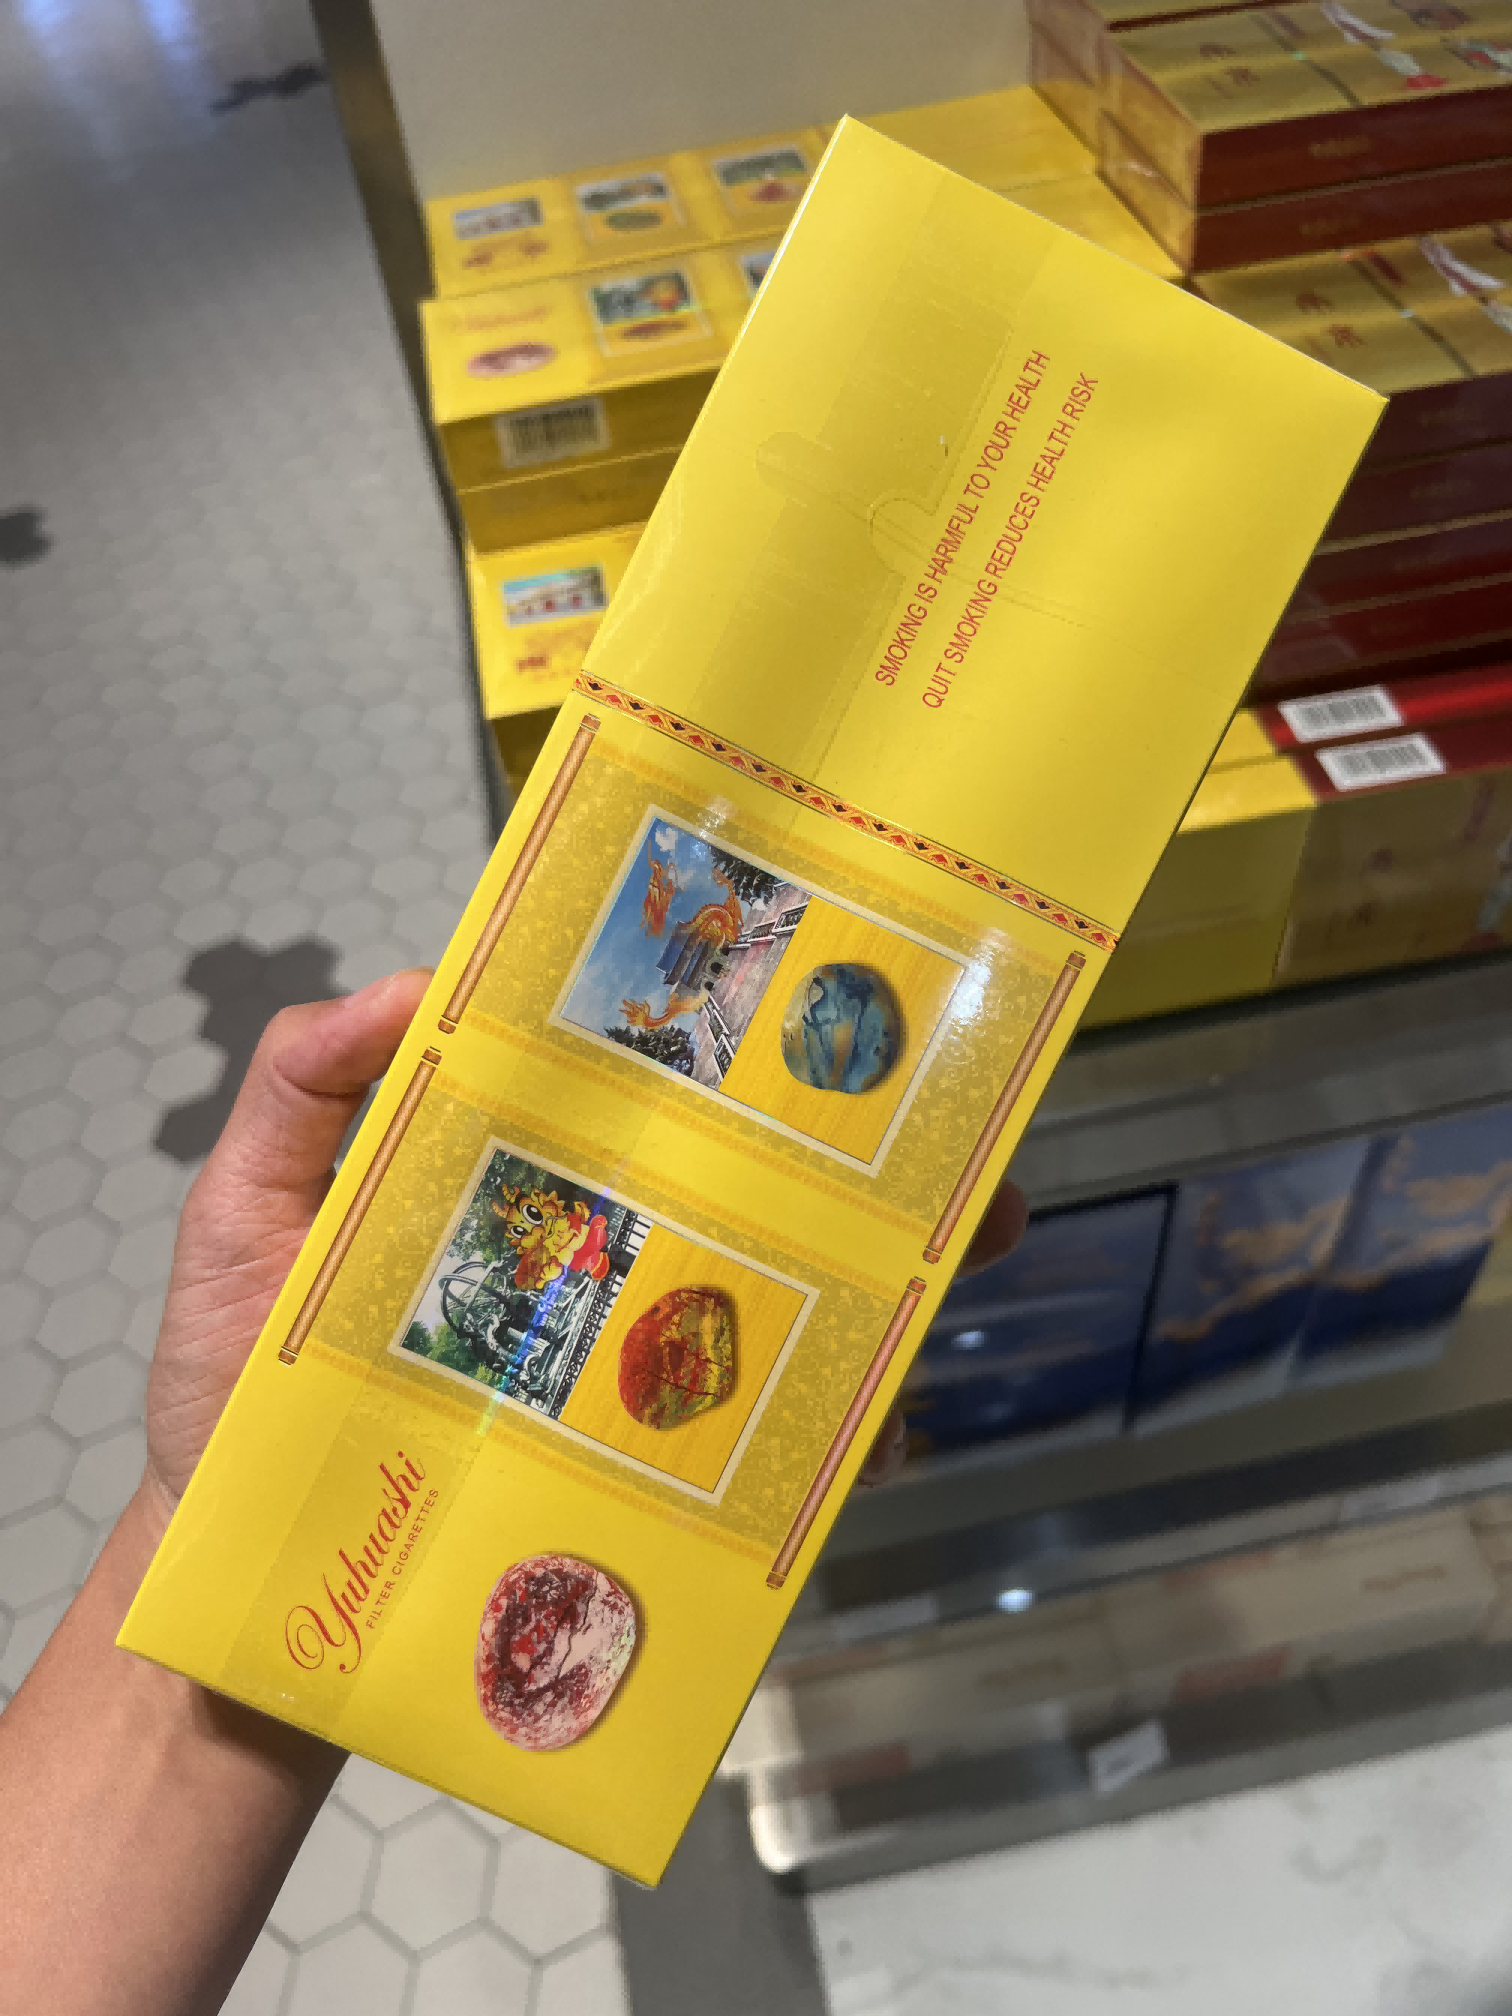 SMOKING IS HARMFUL TO YOUR HEALTH
QUIT SMOKING REDUCES HEALTH RISK
Yuhuashi
FILTER CIGARETTES